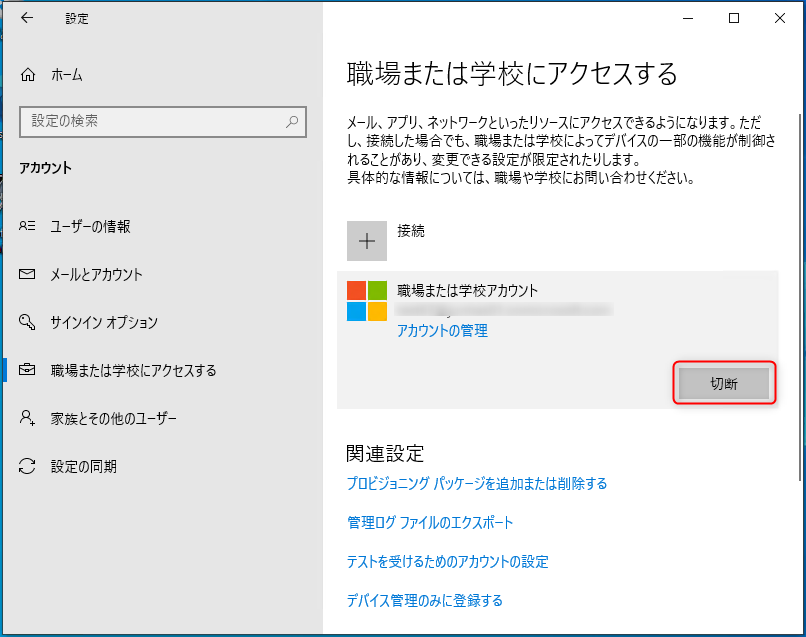 設定
ホーム
設定の検索
アカウント
ユーザーの情報
メールとアカウント
サインイン オプション
職場または学校にアクセスする
家族とその他のユーザー
設定の同期
職場または学校にアクセスする
メール、アプリ、ネットワークといったリソースにアクセスできるようになります。ただ
し、接続した場合でも、職場または学校によってデバイスの一部の機能が制御さ
れることがあり、変更できる設定が限定されたりします。
具体的な情報については、職場や学校にお問い合わせください。
接続
職場または学校アカウント
アカウントの管理
切断
関連設定
プロビジョニング パッケージを追加または削除する
管理ログ ファイルのエクスポート
テストを受けるためのアカウントの設定
デバイス管理のみに登録する